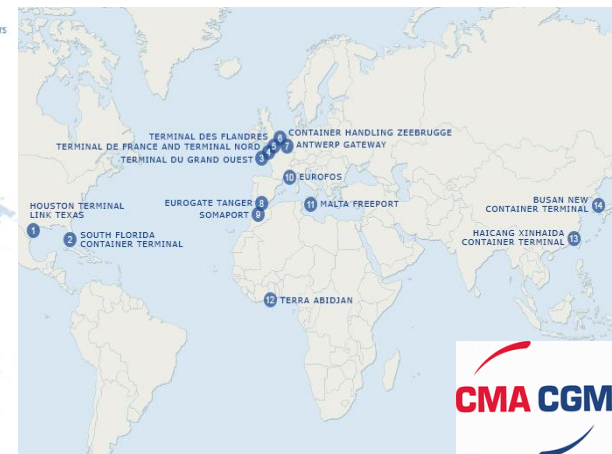 TERMINAL DES FLANDRES
6
CONTAINER HANDLING ZEEBRUGGE
TERMINAL DE FRANCE AND TERMINAL NORD
4
5
7
ANTWERP GATEWAY
TERMINAL DU GRAND OUEST
3
10
EUROFOS
EUROGATE TANGER
8
11
MALTA FREEPORT
SOMAPORT
9
HOUSTON TERMINAL
LINK TEXAS
1
2
SOUTH FLORIDA
CONTAINER TERMINAL
BUSAN NEW
CONTAINER TERMINAL
14
HAICANG XINHAIDA
CONTAINER TERMINAL
13
12
TERRA ABIDJAN
CMA CGM